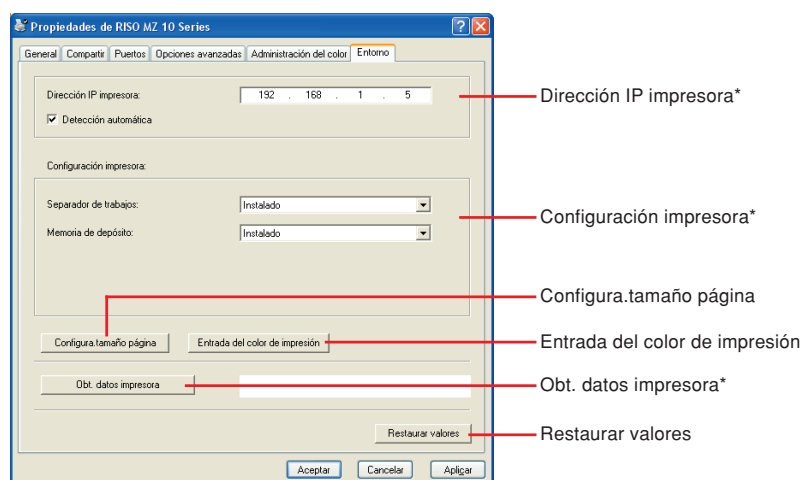 Propiedades de RISO MZ 10 Series
General Compartir Puertos Opciones avanzadas Administración del color Entorno
Dirección IP impresora: 192 . 168 . 1 . 5
Dirección IP impresora*
Detección automática
Configuración impresora:
Separador de trabajos: Instalado
Configuración impresora*
Memoria de depósito: Instalado
Configura.tamaño página
Configura.tamaño página Entrada del color de impresión
Entrada del color de impresión
Obt. datos impresora
Obt. datos impresora*
Restaurar valores
Restaurar valores
Aceptar Cancelar Aplicar